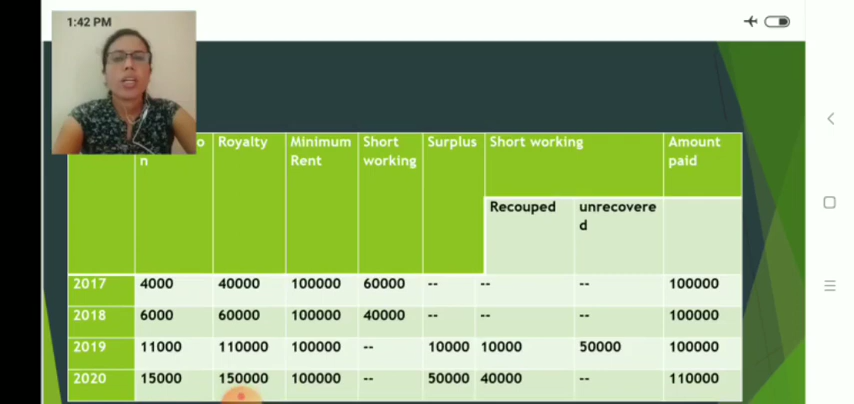 1:42 PM
o
n
Royalty
Minimum
Rent
Short
working
Surplus
Short working
Amount
paid
Recouped
unrecovere
d
2017 4000 40000 100000 60000 -- -- -- 100000
2018 6000 60000 100000 40000 -- -- -- 100000
2019 11000 110000 100000 -- 10000 10000 50000 100000
2020 15000 150000 100000 -- 50000 40000 -- 110000